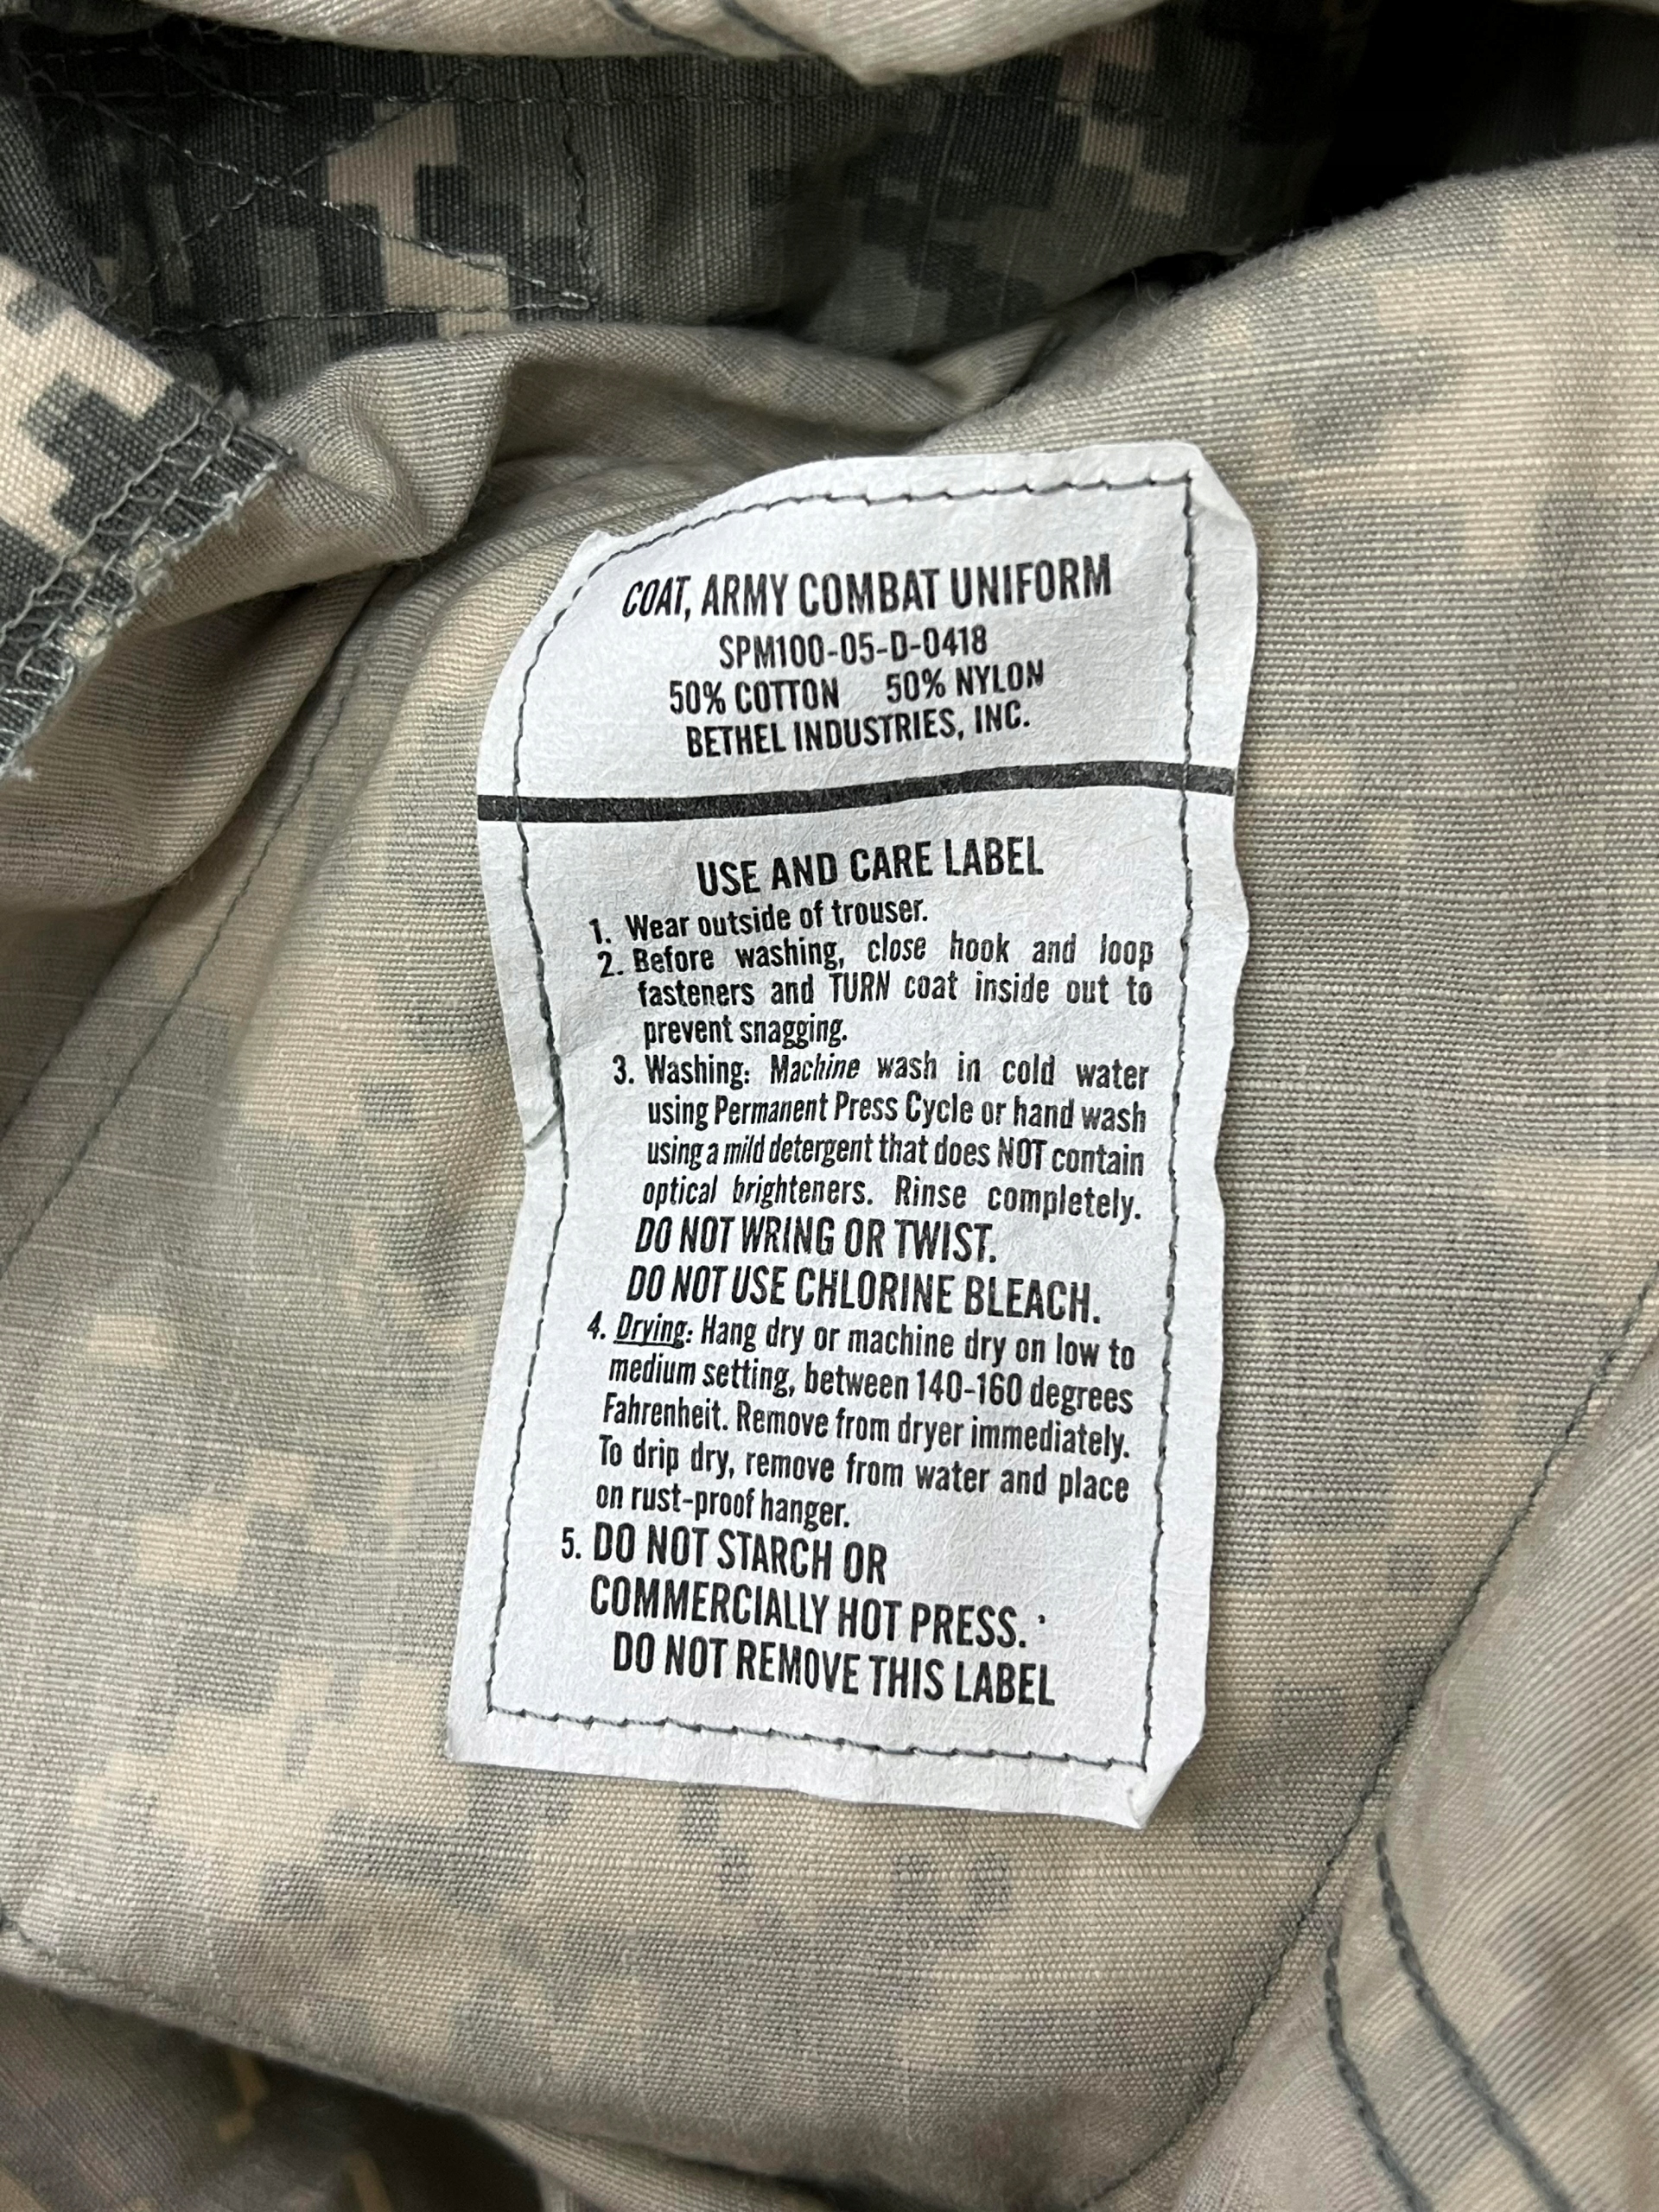 COAT, ARMY COMBAT UNIFORM
SPM100-05-D-0418
50% COTTON 50% NYLON
BETHEL INDUSTRIES, INC.
USE AND CARE LABEL
1. Wear outside of trouser.
2. Before washing, close hook and loop
fasteners and TURN coat inside out to
prevent snagging.
3. Washing: Machine wash in cold water
using Permanent Press Cycle or hand wash
using a mild detergent that does NOT contain
optical brighteners. Rinse completely.
DO NOT WRING OR TWIST.
DO NOT USE CHLORINE BLEACH.
4. Drying: Hang dry or machine dry on low to
medium setting, between 140-160 degrees
Fahrenheit. Remove from dryer immediately.
To drip dry, remove from water and place
on rust-proof hanger.
5. DO NOT STARCH OR
COMMERCIALLY HOT PRESS.
DO NOT REMOVE THIS LABEL